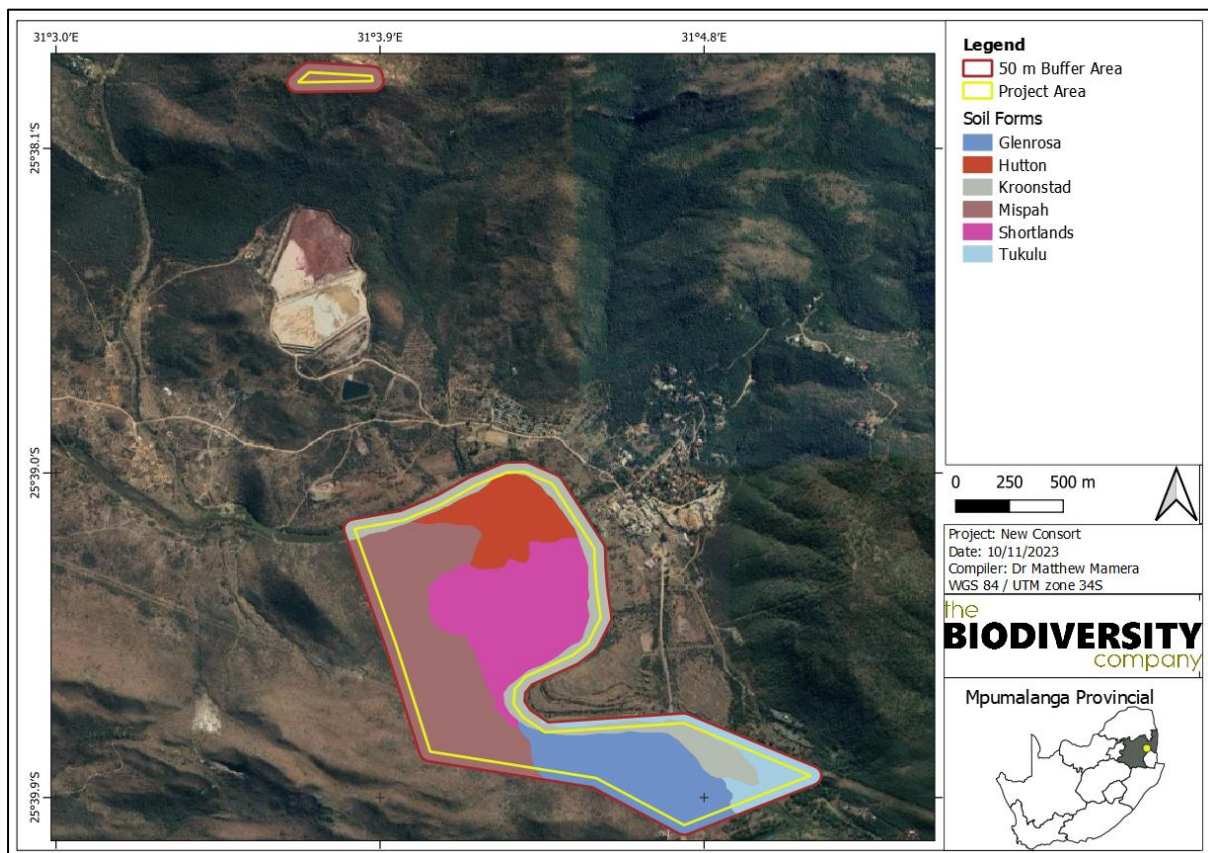 31°3.0'E
31°3.9'E
31°4.8'E
25°38.1'S
25°39.0'S
25°39.9'S
Legend
50 m Buffer Area
Project Area
Soil Forms
Glenrosa
Hutton
Kroonstad
Mispah
Shortlands
Tukulu
0 250 500 m
Project: New Consort
Date: 10/11/2023
Compiler: Dr Matthew Mamera
WGS 84 / UTM zone 34S
the
BIODIVERSITY
company
Mpumalanga Provincial